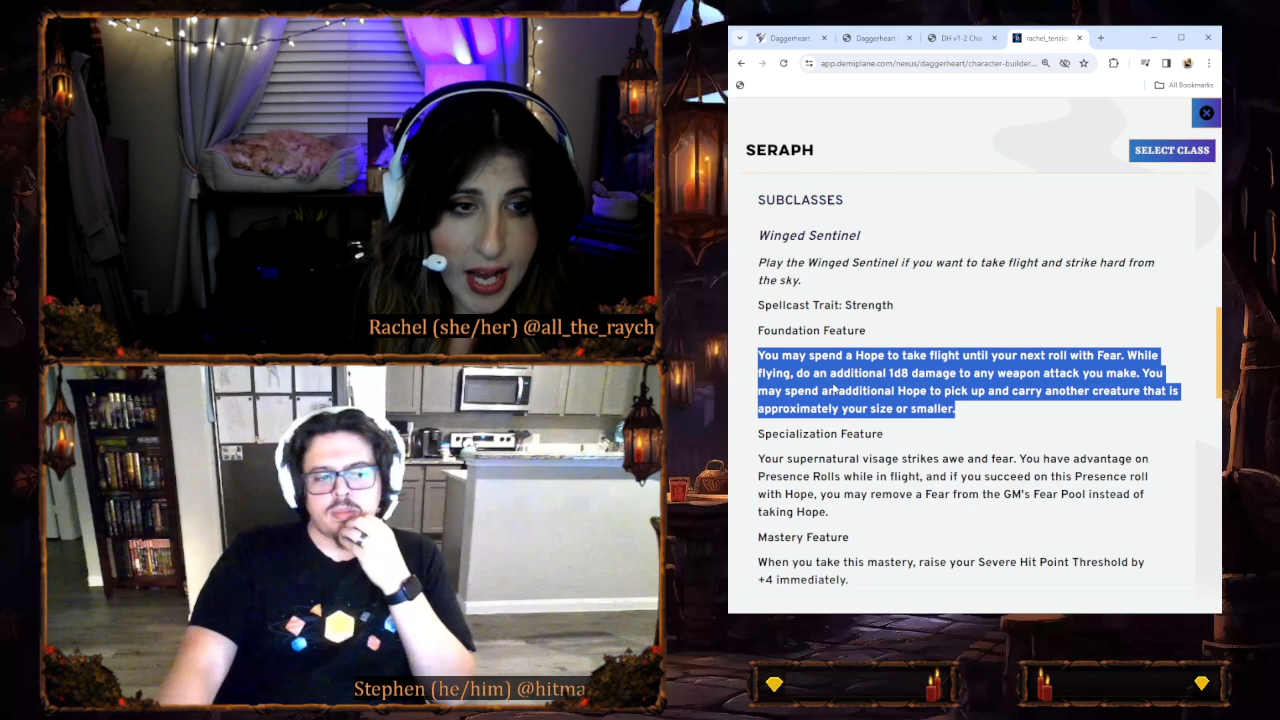 Rachel (she/her) @all_the_raych
Stephen (he/him) @hitma
Daggerheart
Daggerheart
DH v1-2 Cha
rachel_tension
app.demiplane.com/nexus/daggerheart/character-builder...
All Bookmarks
SERAPH
SELECT CLASS
SUBCLASSES
Winged Sentinel
Play the Winged Sentinel if you want to take flight and strike hard from
the sky.
Spellcast Trait: Strength
Foundation Feature
You may spend a Hope to take flight until your next roll with Fear. While
flying, do an additional 1d8 damage to any weapon attack you make. You
may spend an additional Hope to pick up and carry another creature that is
approximately your size or smaller.
Specialization Feature
Your supernatural visage strikes awe and fear. You have advantage on
Presence Rolls while in flight, and if you succeed on this Presence roll
with Hope, you may remove a Fear from the GM's Fear Pool instead of
taking Hope.
Mastery Feature
When you take this mastery, raise your Severe Hit Point Threshold by
+4 immediately.